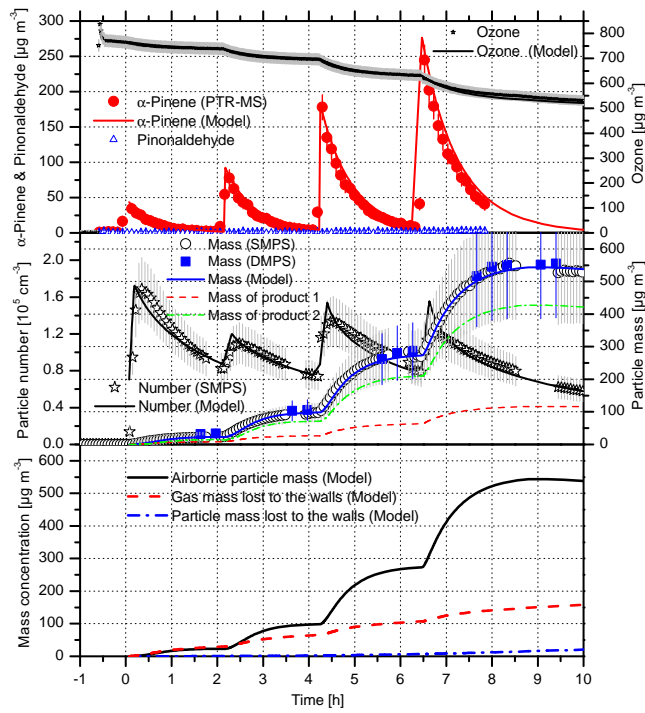 α-Pinene & Pinonaldehyde [µg m⁻³]
300
250
200
150
100
50
0
Ozone
Ozone (Model)
α-Pinene (PTR-MS)
α-Pinene (Model)
Pinonaldehyde
800
700
600
500
400
300
200
100
0
Ozone [µg m⁻³]
Particle number [10⁵ cm⁻³]
2.0
1.6
1.2
0.8
0.4
0.0
Mass (SMPS)
Mass (DMPS)
Mass (Model)
Mass of product 1
Mass of product 2
Number (SMPS)
Number (Model)
600
500
400
300
200
100
0
Particle mass [µg m⁻³]
Mass concentration [µg m⁻³]
600
500
400
300
200
100
0
Airborne particle mass (Model)
Gas mass lost to the walls (Model)
Particle mass lost to the walls (Model)
-1 0 1 2 3 4 5 6 7 8 9 10
Time [h]